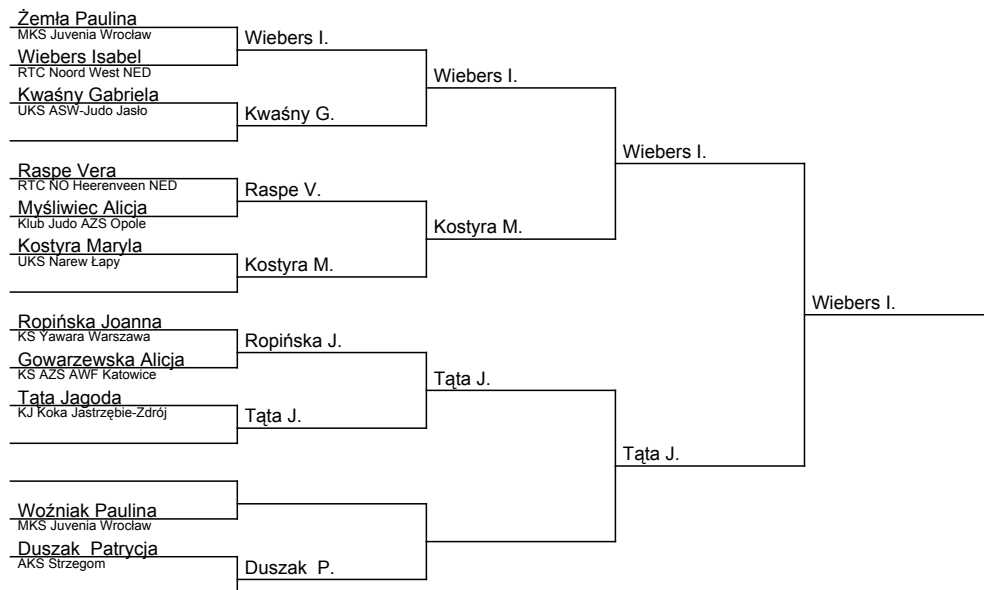 Żemła Paulina
MKS Juvenia Wrocław
Wiebers Isabel
RTC Noord West NED
Kwaśny Gabriela
UKS ASW-Judo Jasło
Raspe Vera
RTC NO Heerenveen NED
Myśliwiec Alicja
Klub Judo AZS Opole
Kostyra Maryla
UKS Narew Łapy
Ropińska Joanna
KS Yawara Warszawa
Gowarzewska Alicja
KS AZS AWF Katowice
Tąta Jagoda
KJ Koka Jastrzębie-Zdrój
Woźniak Paulina
MKS Juvenia Wrocław
Duszak Patrycja
AKS Strzegom
Wiebers I.
Kwaśny G.
Raspe V.
Kostyra M.
Ropińska J.
Tąta J.
Duszak P.
Wiebers I.
Kostyra M.
Tąta J.
Wiebers I.
Tąta J.
Wiebers I.